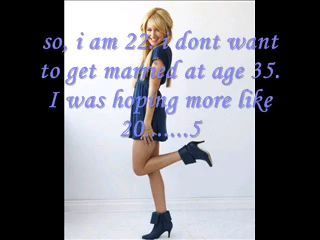 so, i am 22. i dont want
to get married at age 35.
I was hoping more like
20.......5